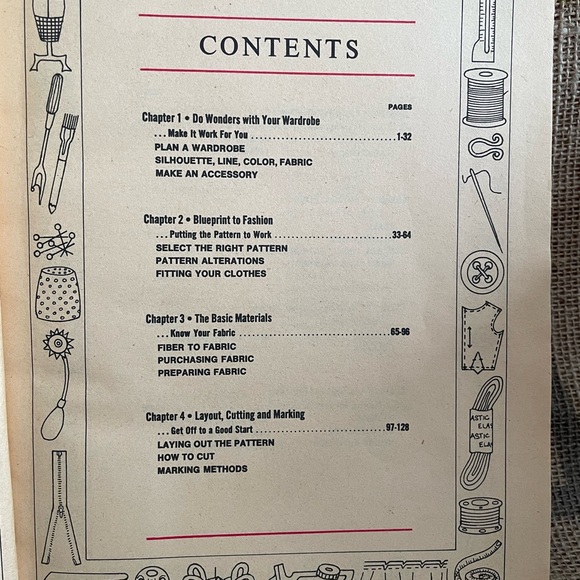 CONTENTS
PAGES
Chapter 1 • Do Wonders with Your Wardrobe
... Make It Work For You ................................. 1-32
PLAN A WARDROBE
SILHOUETTE, LINE, COLOR, FABRIC
MAKE AN ACCESSORY
Chapter 2 • Blueprint to Fashion
... Putting the Pattern to Work ........................... 33-64
SELECT THE RIGHT PATTERN
PATTERN ALTERATIONS
FITTING YOUR CLOTHES
Chapter 3 • The Basic Materials
... Know Your Fabric ..................................... 65-96
FIBER TO FABRIC
PURCHASING FABRIC
PREPARING FABRIC
Chapter 4 • Layout, Cutting and Marking
... Get Off to a Good Start ............................... 97-128
LAYING OUT THE PATTERN
HOW TO CUT
MARKING METHODS
ASTIC
ELAS
ASTIC
ELAS